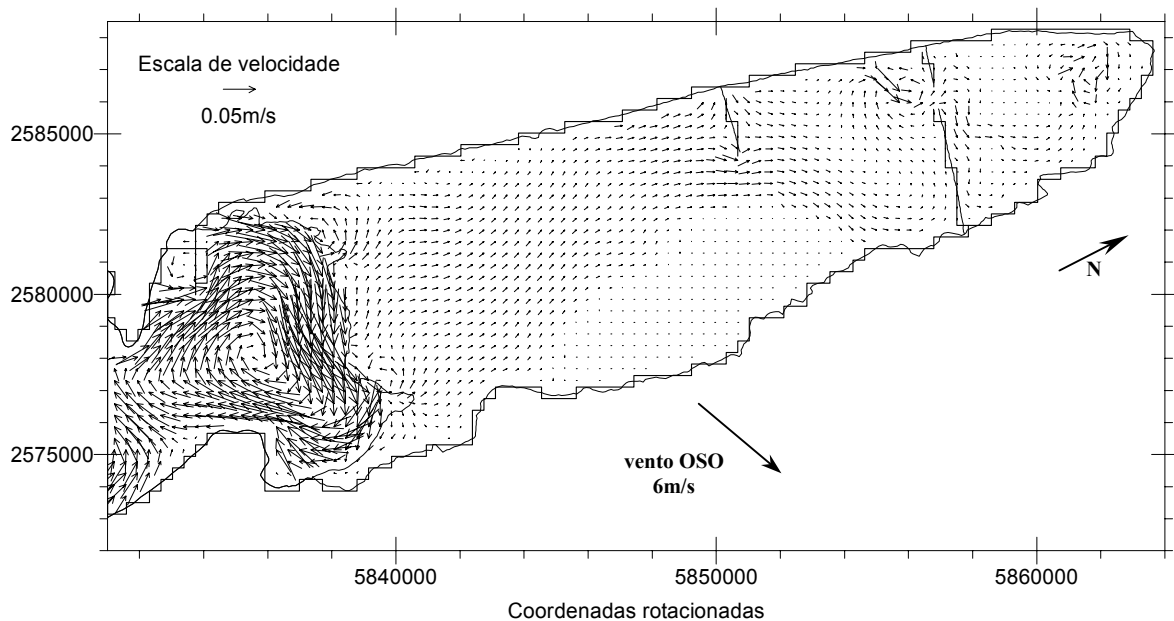 Escala de velocidade
0.05m/s
2585000
2580000
2575000
N
vento OSO
6m/s
5840000
5850000
5860000
Coordenadas rotacionadas